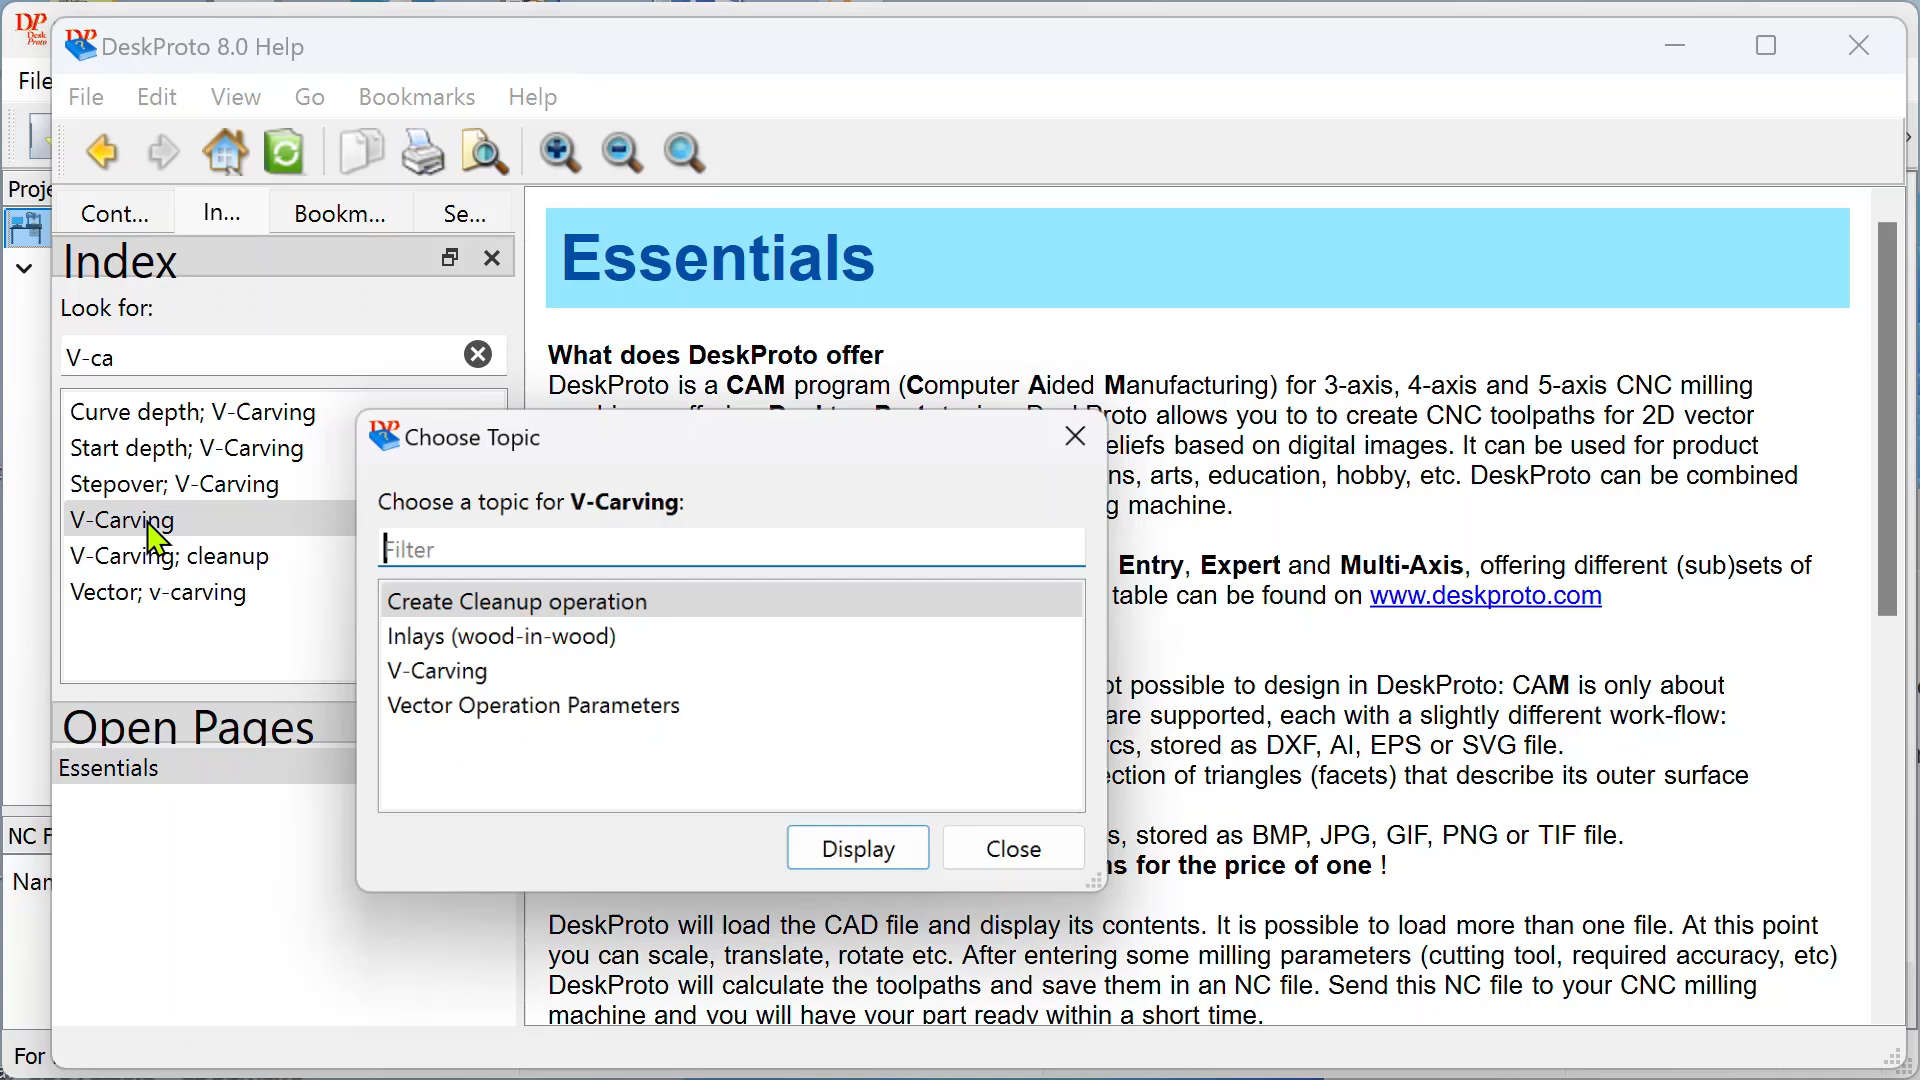 DP
Desk
Proto
DeskProto 8.0 Help
File
File Edit View Go Bookmarks Help
Proje
Cont... In... Bookm... Se...
Index
Look for:
V-ca
Curve depth; V-Carving
Start depth; V-Carving
Stepover; V-Carving
V-Carving
V-Carving; cleanup
Vector; v-carving
Open Pages
Essentials
NC F
Nan
For
Essentials
What does DeskProto offer
DeskProto is a CAM program (Computer Aided Manufacturing) for 3-axis, 4-axis and 5-axis CNC milling
Proto allows you to to create CNC toolpaths for 2D vector
eliefs based on digital images. It can be used for product
ns, arts, education, hobby, etc. DeskProto can be combined
g machine.
Entry, Expert and Multi-Axis, offering different (sub)sets of
table can be found on www.deskproto.com
ot possible to design in DeskProto: CAM is only about
are supported, each with a slightly different work-flow:
rcs, stored as DXF, AI, EPS or SVG file.
ection of triangles (facets) that describe its outer surface
s, stored as BMP, JPG, GIF, PNG or TIF file.
ns for the price of one !
DeskProto will load the CAD file and display its contents. It is possible to load more than one file. At this point
you can scale, translate, rotate etc. After entering some milling parameters (cutting tool, required accuracy, etc)
DeskProto will calculate the toolpaths and save them in an NC file. Send this NC file to your CNC milling
machine and you will have your part ready within a short time.
Choose Topic
Choose a topic for V-Carving:
Filter
Create Cleanup operation
Inlays (wood-in-wood)
V-Carving
Vector Operation Parameters
Display Close